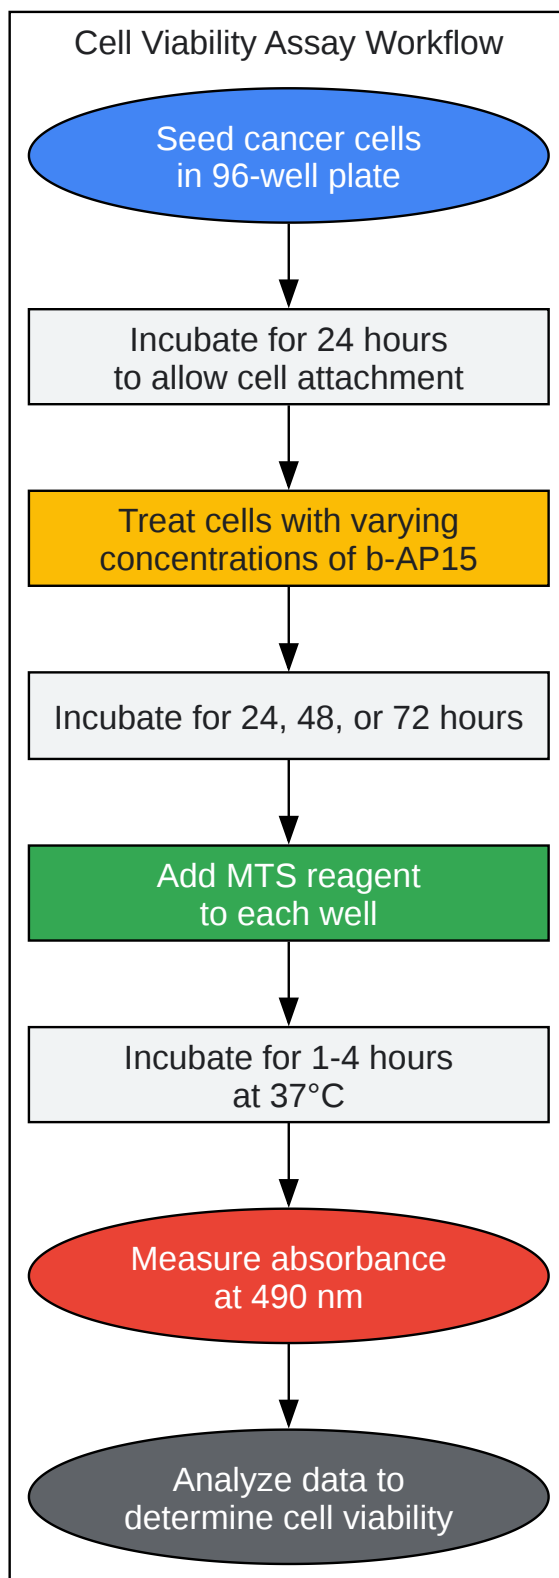 Cell Viability Assay Workflow
Seed cancer cells
in 96-well plate
Incubate for 24 hours
to allow cell attachment
Treat cells with varying
concentrations of b-AP15
Incubate for 24, 48, or 72 hours
Add MTS reagent
to each well
Incubate for 1-4 hours
at 37°C
Measure absorbance
at 490 nm
Analyze data to
determine cell viability